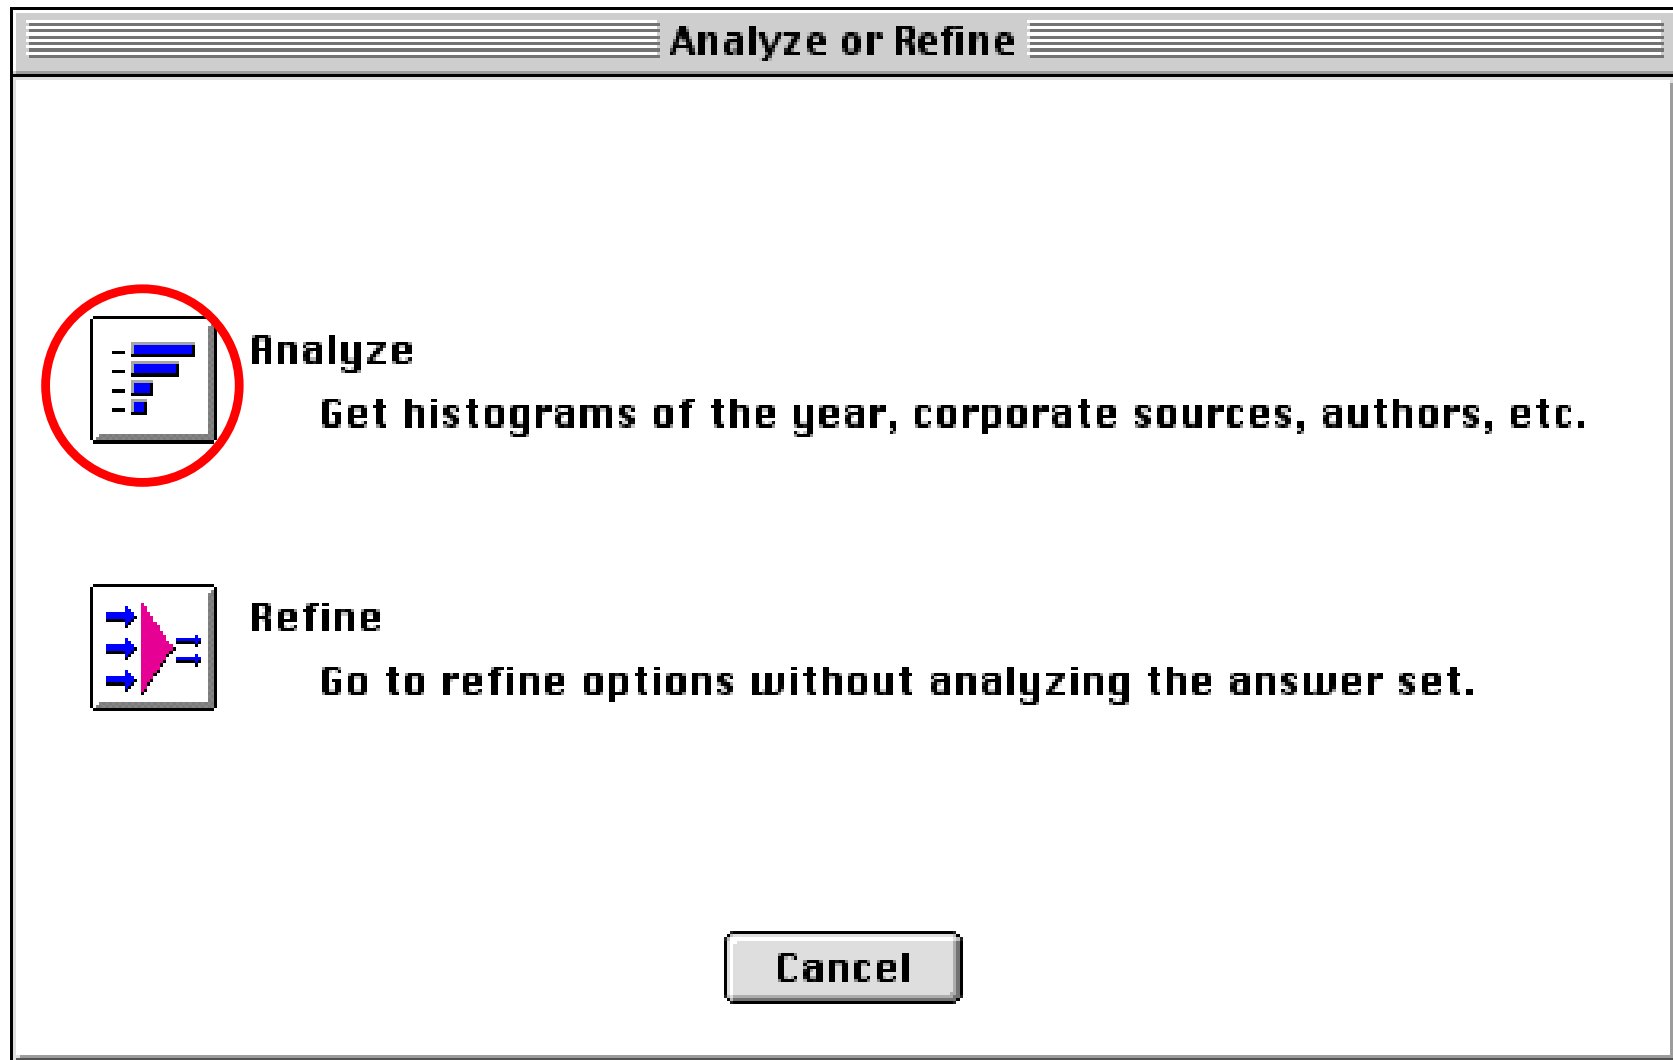 Analyze or Refine
Analyze
Get histograms of the year, corporate sources, authors, etc.
Refine
Go to refine options without analyzing the answer set.
Cancel